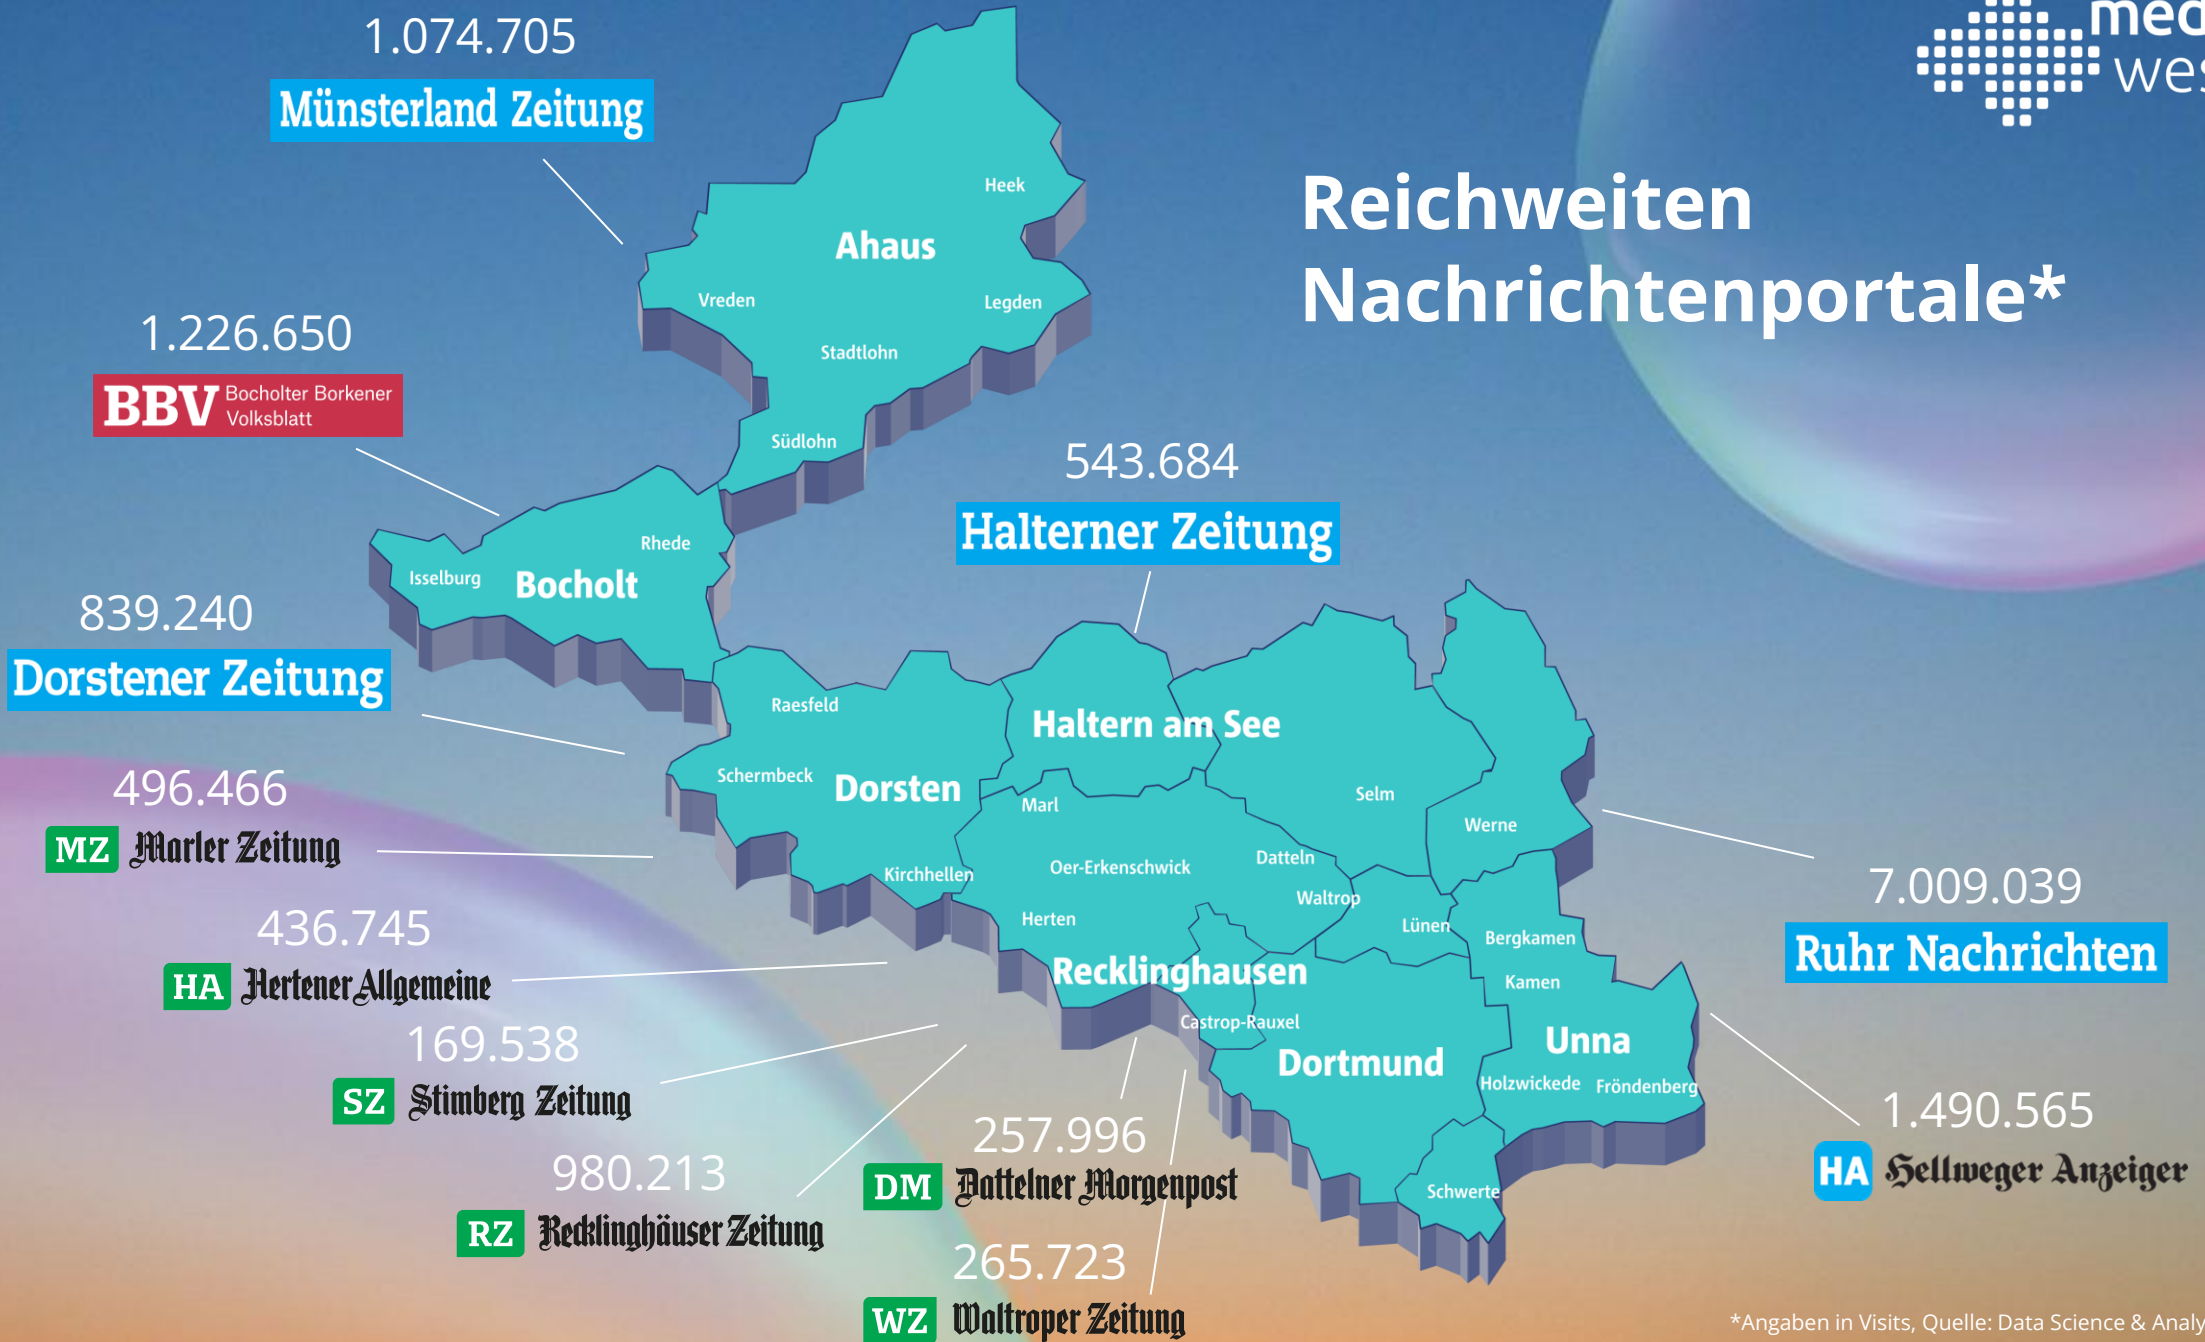 1.074.705
Münsterland Zeitung
Reichweiten
Nachrichtenportale*
Heek
Ahaus
Vreden
Legden
Stadtlohn
Südlohn
1.226.650
BBV Bocholter Borkener
Volksblatt
543.684
Halterner Zeitung
Rhede
Isselburg
Bocholt
839.240
Dorstener Zeitung
Raesfeld
Haltern am See
Schermbeck
Dorsten
Marl
Selm
Werne
496.466
MZ Marler Zeitung
Oer-Erkenschwick
Datteln
Kirchhellen
Waltrop
Herten
Lünen
Bergkamen
7.009.039
Ruhr Nachrichten
436.745
HA Hertener Allgemeine
Recklinghausen
Kamen
Castrop-Rauxel
Unna
Dortmund
Holzwickede
Fröndenberg
169.538
SZ Stimberg Zeitung
257.996
DM Dattelner Morgenpost
1.490.565
HA Hellweger Anzeiger
Schwerte
980.213
RZ Recklinghäuser Zeitung
265.723
WZ Waltroper Zeitung
*Angaben in Visits, Quelle: Data Science &